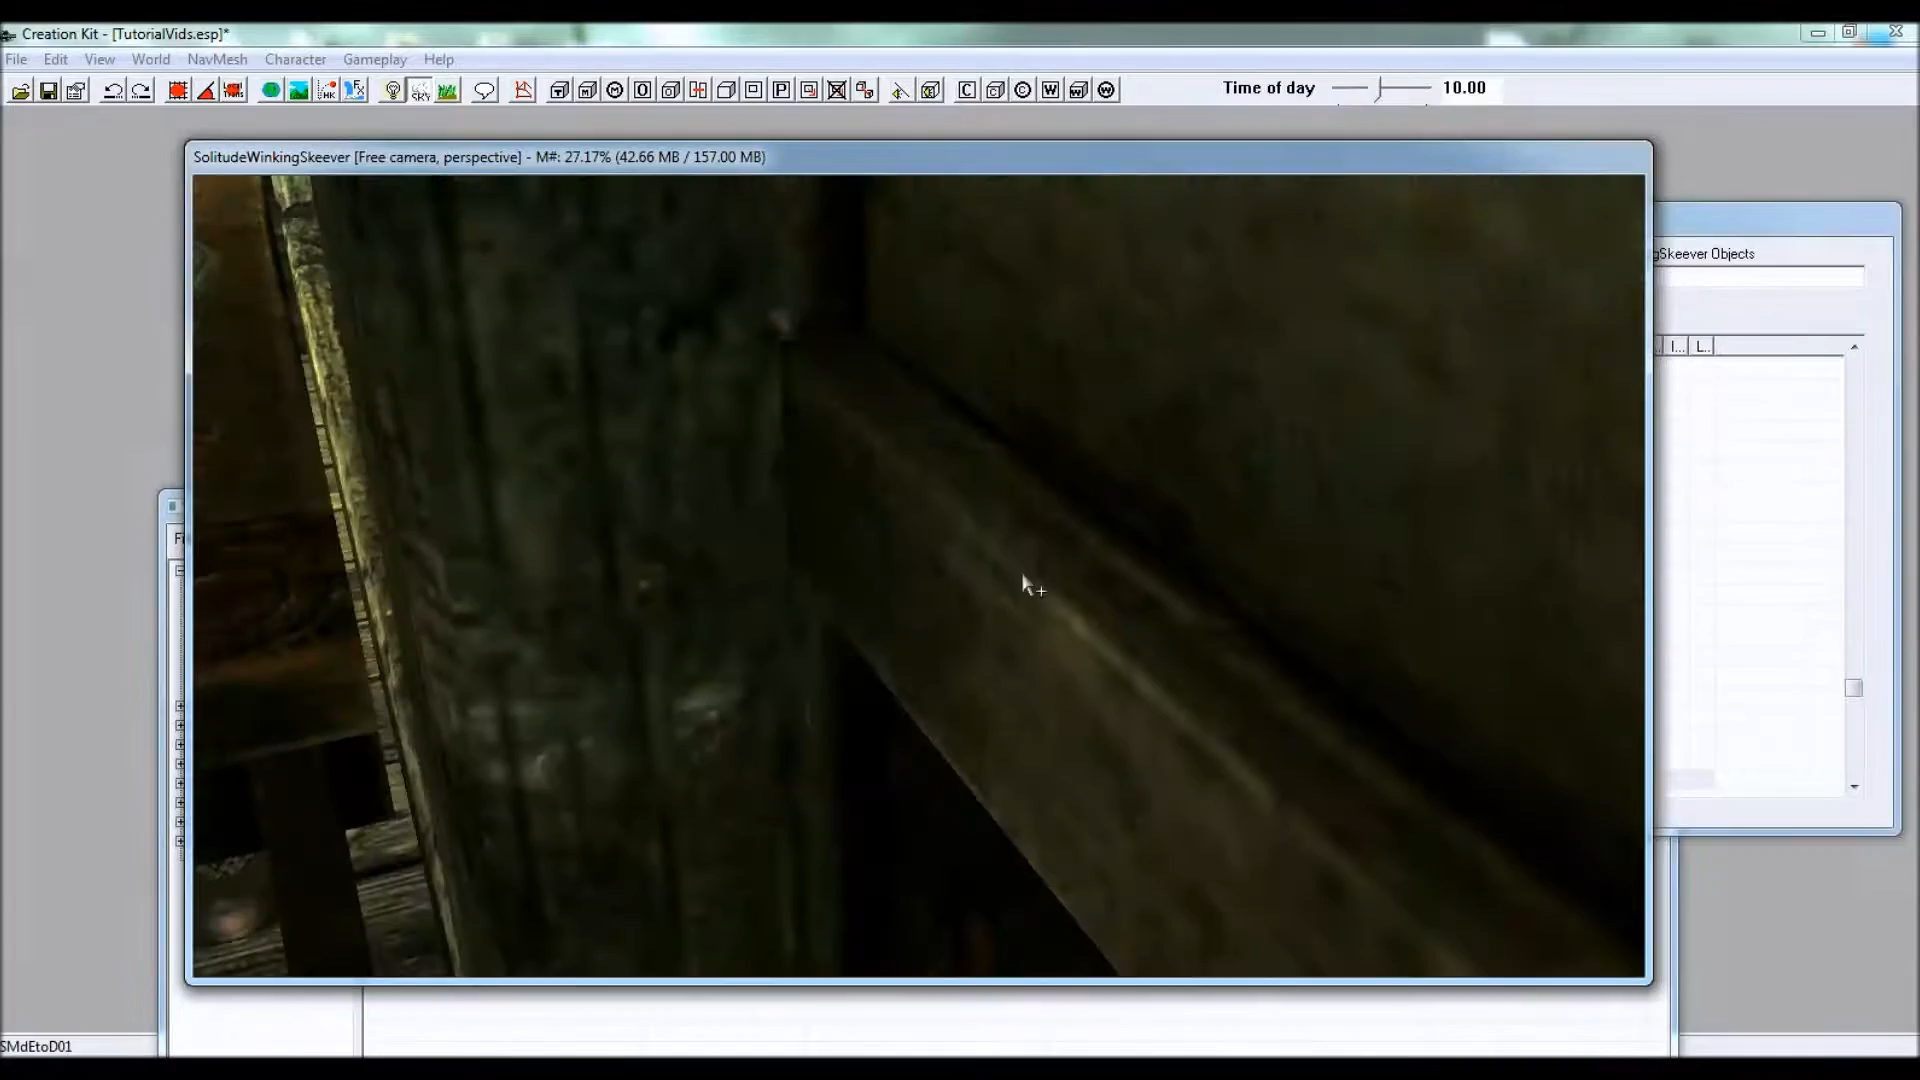 Creation Kit - [TutorialVids.esp]*
File Edit View World NavMesh Character Gameplay Help
Time of day 10.00
SolitudeWinkingSkeever [Free camera, perspective] - M#: 27.17% (42.66 MB / 157.00 MB)
gSkeever Objects
I... L..
SMdEtoD01